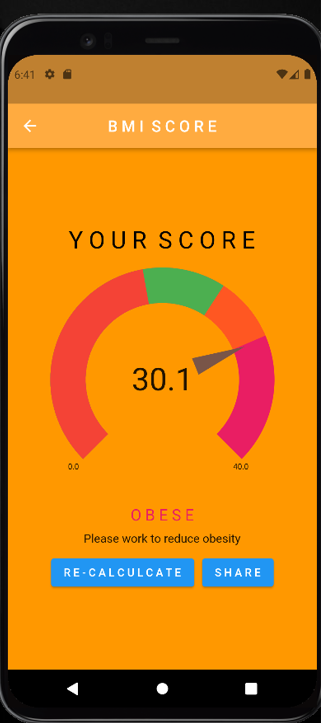 6:41
BMI SCORE
YOUR SCORE
30.1
0.0 40.0
OBESE
Please work to reduce obesity
RE-CALCULCATE SHARE